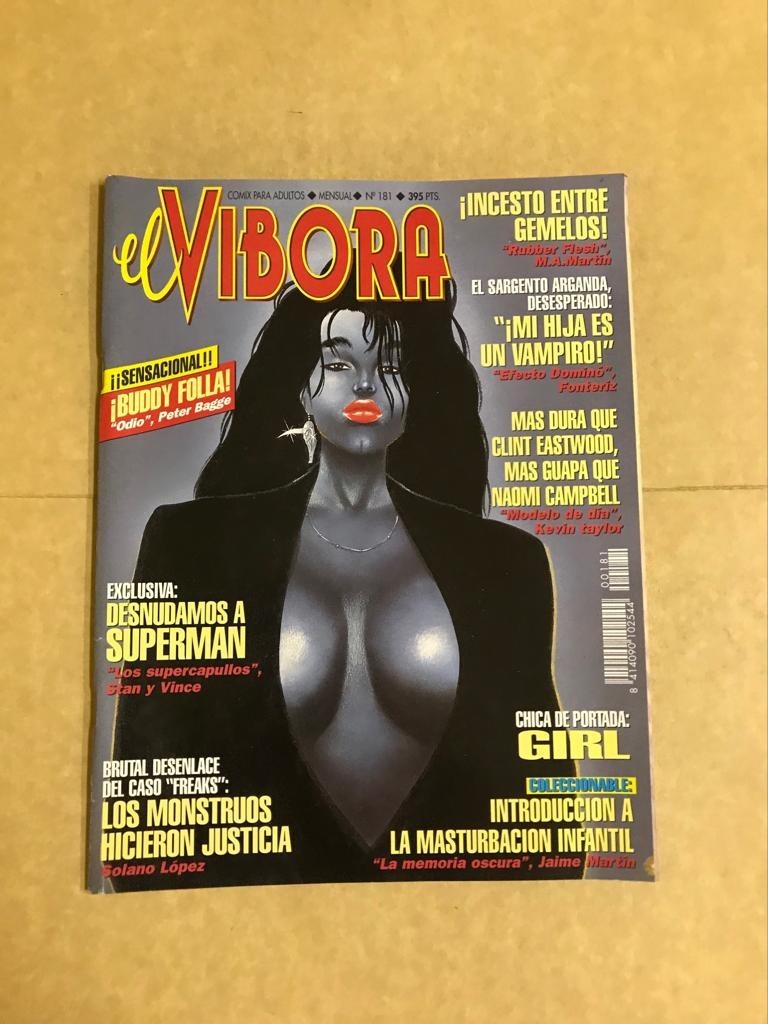 COMIX PARA ADULTOS ◆ MENSUAL ◆ Nº 181 ◆ 395 PTS.
el VIBORA
¡INCESTO ENTRE
GEMELOS!
"Rubber Flesh",
M.A.Martín
EL SARGENTO ARGANDA,
DESESPERADO:
"¡MI HIJA ES
UN VAMPIRO!"
"Efecto Dominó",
Fonteriz
¡¡SENSACIONAL!!
¡BUDDY FOLLA!
"Odio", Peter Bagge
MAS DURA QUE
CLINT EASTWOOD,
MAS GUAPA QUE
NAOMI CAMPBELL
"Modelo de día",
Kevin taylor
00181
8 414090 102544
EXCLUSIVA:
DESNUDAMOS A
SUPERMAN
"Los supercapullos",
Stan y Vince
CHICA DE PORTADA:
GIRL
BRUTAL DESENLACE
DEL CASO "FREAKS":
LOS MONSTRUOS
HICIERON JUSTICIA
Solano López
COLECCIONABLE:
INTRODUCCION A
LA MASTURBACION INFANTIL
"La memoria oscura", Jaime Martín